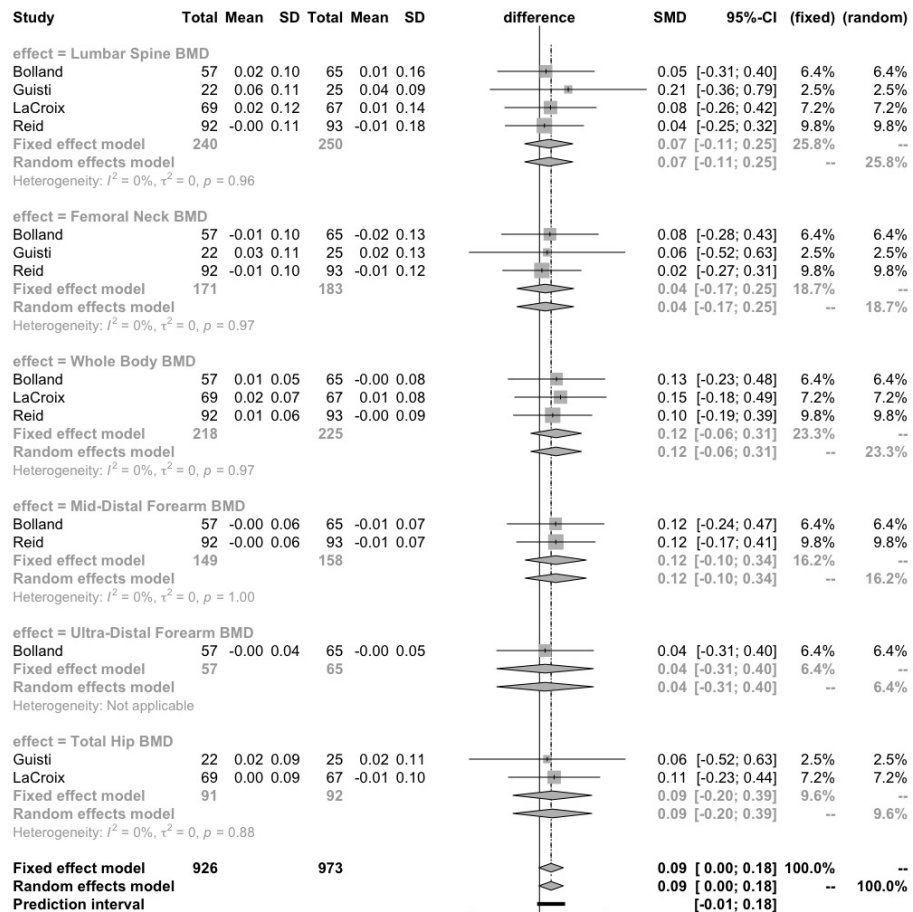 Study Total Mean SD Total Mean SD difference SMD 95%-CI (fixed) (random)
effect = Lumbar Spine BMD
Bolland 57 0.02 0.10 65 0.01 0.16 0.05 [-0.31; 0.40] 6.4% 6.4%
Guisti 22 0.06 0.11 25 0.04 0.09 0.21 [-0.36; 0.79] 2.5% 2.5%
LaCroix 69 0.02 0.12 67 0.01 0.14 0.08 [-0.26; 0.42] 7.2% 7.2%
Reid 92 -0.00 0.11 93 -0.01 0.18 0.04 [-0.25; 0.32] 9.8% 9.8%
Fixed effect model 240 250 0.07 [-0.11; 0.25] 25.8% --
Random effects model 0.07 [-0.11; 0.25] -- 25.8%
Heterogeneity: I² = 0%, τ² = 0, p = 0.96
effect = Femoral Neck BMD
Bolland 57 -0.01 0.10 65 -0.02 0.13 0.08 [-0.28; 0.43] 6.4% 6.4%
Guisti 22 0.03 0.11 25 0.02 0.13 0.06 [-0.52; 0.63] 2.5% 2.5%
Reid 92 -0.01 0.10 93 -0.01 0.12 0.02 [-0.27; 0.31] 9.8% 9.8%
Fixed effect model 171 183 0.04 [-0.17; 0.25] 18.7% --
Random effects model 0.04 [-0.17; 0.25] -- 18.7%
Heterogeneity: I² = 0%, τ² = 0, p = 0.97
effect = Whole Body BMD
Bolland 57 0.01 0.05 65 -0.00 0.08 0.13 [-0.23; 0.48] 6.4% 6.4%
LaCroix 69 0.02 0.07 67 0.01 0.08 0.15 [-0.18; 0.49] 7.2% 7.2%
Reid 92 0.01 0.06 93 -0.00 0.09 0.10 [-0.19; 0.39] 9.8% 9.8%
Fixed effect model 218 225 0.12 [-0.06; 0.31] 23.3% --
Random effects model 0.12 [-0.06; 0.31] -- 23.3%
Heterogeneity: I² = 0%, τ² = 0, p = 0.97
effect = Mid-Distal Forearm BMD
Bolland 57 -0.00 0.06 65 -0.01 0.07 0.12 [-0.24; 0.47] 6.4% 6.4%
Reid 92 -0.00 0.06 93 -0.01 0.07 0.12 [-0.17; 0.41] 9.8% 9.8%
Fixed effect model 149 158 0.12 [-0.10; 0.34] 16.2% --
Random effects model 0.12 [-0.10; 0.34] -- 16.2%
Heterogeneity: I² = 0%, τ² = 0, p = 1.00
effect = Ultra-Distal Forearm BMD
Bolland 57 -0.00 0.04 65 -0.00 0.05 0.04 [-0.31; 0.40] 6.4% 6.4%
Fixed effect model 57 65 0.04 [-0.31; 0.40] 6.4% --
Random effects model 0.04 [-0.31; 0.40] -- 6.4%
Heterogeneity: Not applicable
effect = Total Hip BMD
Guisti 22 0.02 0.09 25 0.02 0.11 0.06 [-0.52; 0.63] 2.5% 2.5%
LaCroix 69 0.00 0.09 67 -0.01 0.10 0.11 [-0.23; 0.44] 7.2% 7.2%
Fixed effect model 91 92 0.09 [-0.20; 0.39] 9.6% --
Random effects model 0.09 [-0.20; 0.39] -- 9.6%
Heterogeneity: I² = 0%, τ² = 0, p = 0.88
Fixed effect model 926 973 0.09 [ 0.00; 0.18] 100.0% --
Random effects model 0.09 [ 0.00; 0.18] -- 100.0%
Prediction interval [-0.01; 0.18]